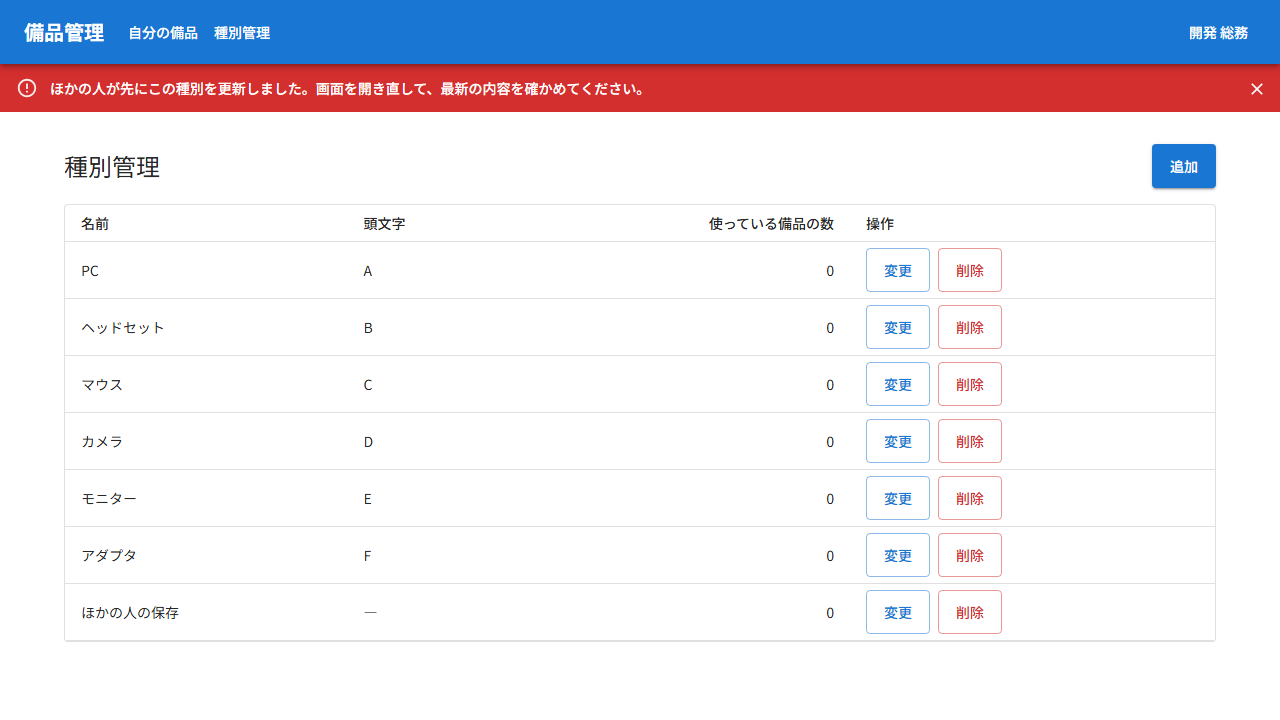 備品管理 自分の備品 種別管理 開発 総務
ほかの人が先にこの種別を更新しました。画面を開き直して、最新の内容を確かめてください。
種別管理 追加
名前 頭文字 使っている備品の数 操作
PC A 0 変更 削除
ヘッドセット B 0 変更 削除
マウス C 0 変更 削除
カメラ D 0 変更 削除
モニター E 0 変更 削除
アダプタ F 0 変更 削除
ほかの人の保存 — 0 変更 削除